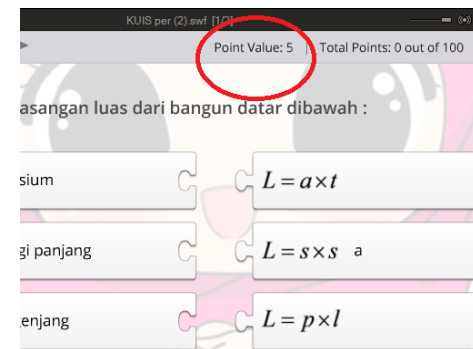 KUIS per (2).swf [1/2]
Point Value: 5 | Total Points: 0 out of 100
asangan luas dari bangun datar dibawah :
sium
L = a×t
gi panjang
L = s×s a
enjang
L = p×l